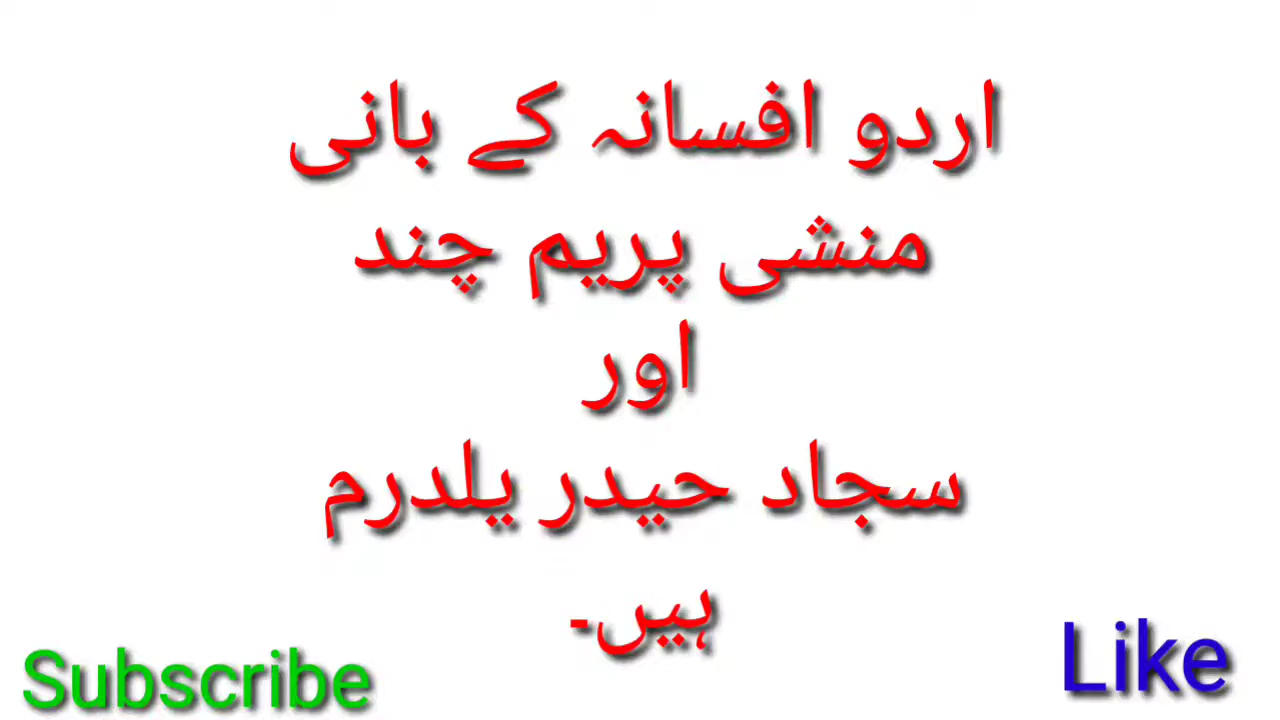 اردو افسانہ کے بانی
منشی پریم چند
اور
سجاد حیدر یلدرم
ہیں۔
Subscribe
Like